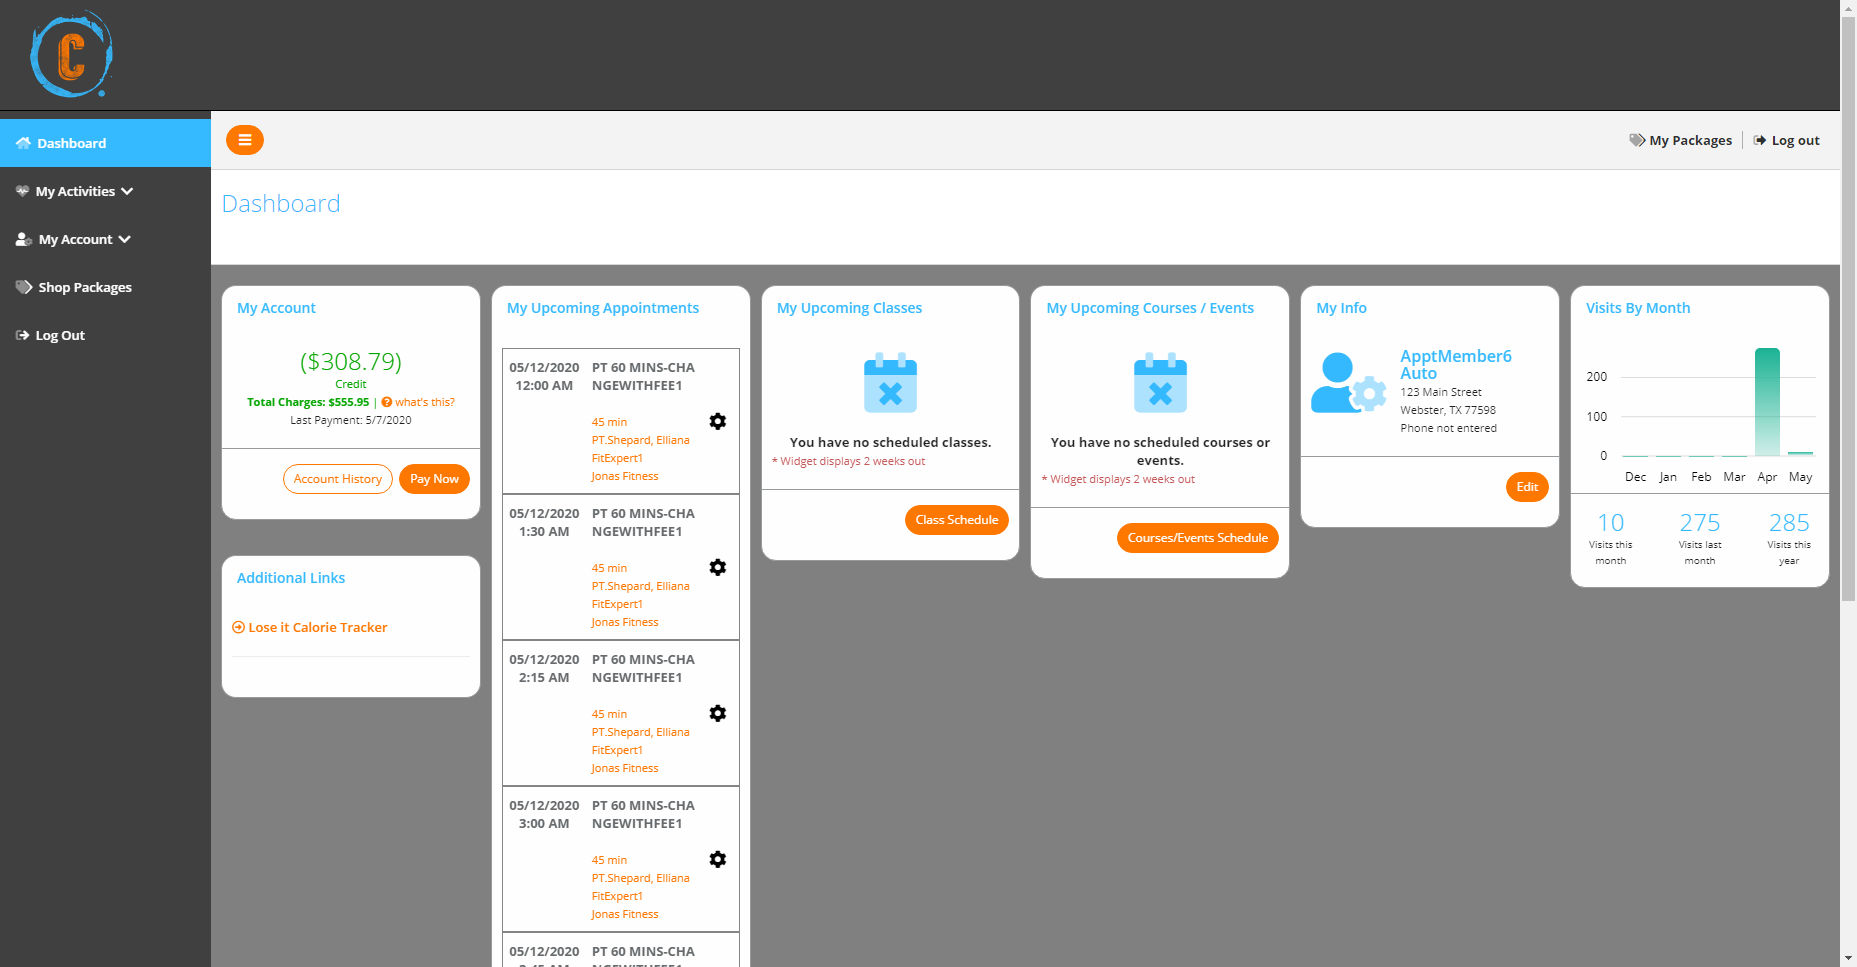 C
Dashboard
My Activities
My Account
Shop Packages
Log Out
My Packages
Log out
Dashboard
My Account
($308.79)
Credit
Total Charges: $555.95 | what's this?
Last Payment: 5/7/2020
Account History
Pay Now
Additional Links
Lose it Calorie Tracker
My Upcoming Appointments
05/12/2020
12:00 AM
PT 60 MINS-CHA
NGEWITHFEE1
45 min
PT.Shepard, Elliana
FitExpert1
Jonas Fitness
05/12/2020
1:30 AM
PT 60 MINS-CHA
NGEWITHFEE1
45 min
PT.Shepard, Elliana
FitExpert1
Jonas Fitness
05/12/2020
2:15 AM
PT 60 MINS-CHA
NGEWITHFEE1
45 min
PT.Shepard, Elliana
FitExpert1
Jonas Fitness
05/12/2020
3:00 AM
PT 60 MINS-CHA
NGEWITHFEE1
45 min
PT.Shepard, Elliana
FitExpert1
Jonas Fitness
05/12/2020
PT 60 MINS-CHA
My Upcoming Classes
You have no scheduled classes.
* Widget displays 2 weeks out
Class Schedule
My Upcoming Courses / Events
You have no scheduled courses or
events.
* Widget displays 2 weeks out
Courses/Events Schedule
My Info
ApptMember6
Auto
123 Main Street
Webster, TX 77598
Phone not entered
Edit
Visits By Month
200
100
0
Dec Jan Feb Mar Apr May
10
Visits this
month
275
Visits last
month
285
Visits this
year